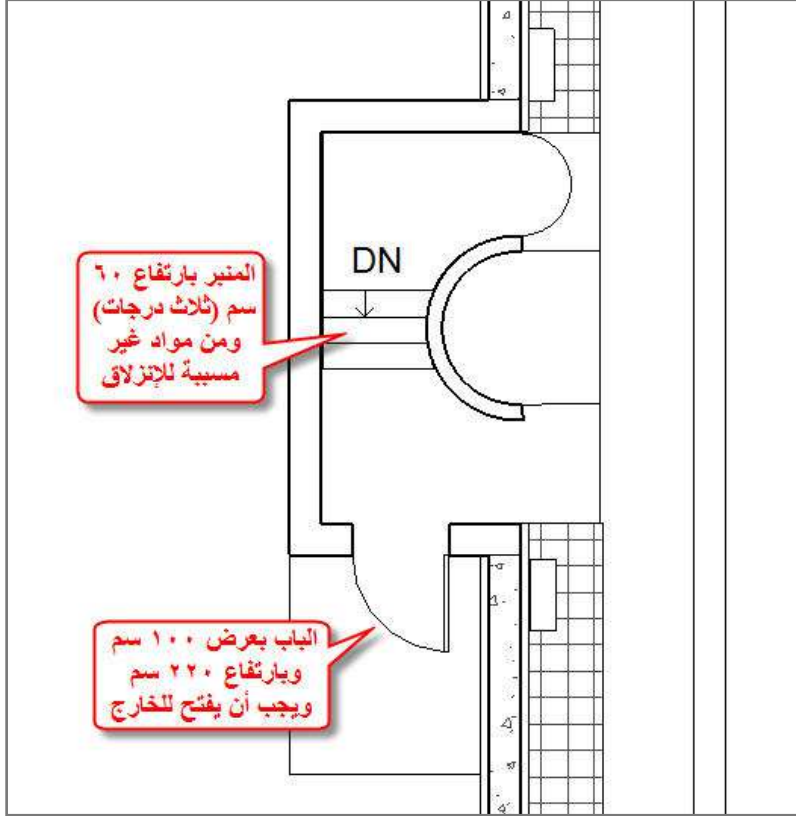 DN
المنبر بارتفاع ٦٠
سم (ثلاث درجات)
ومن مواد غير
مسببة للإنزلاق
الباب بعرض ١٠٠ سم
وبارتفاع ٢٢٠ سم
ويجب أن يفتح للخارج